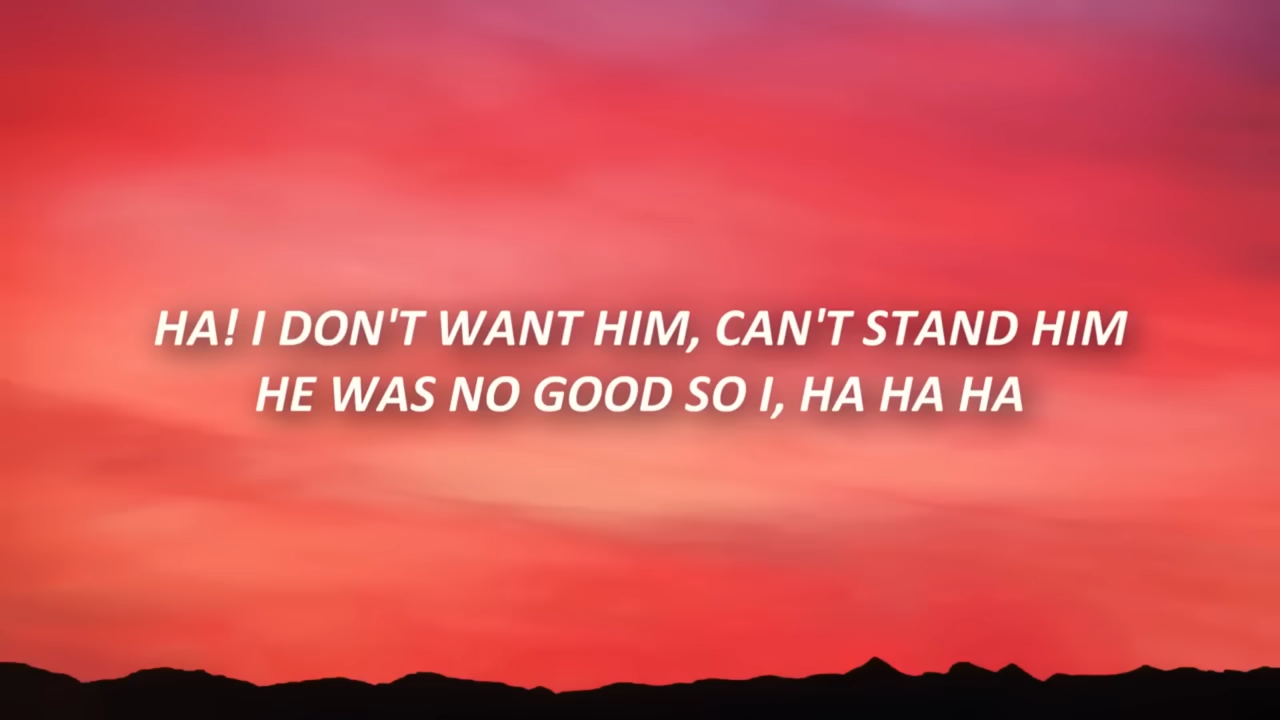 HA! I DON'T WANT HIM, CAN'T STAND HIM
HE WAS NO GOOD SO I, HA HA HA